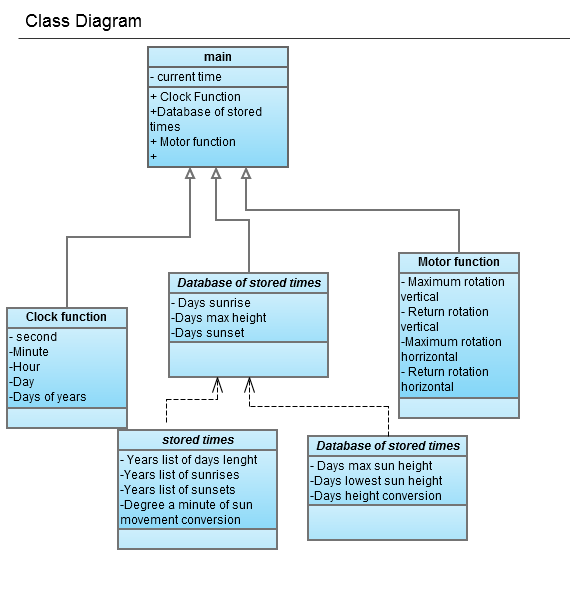 Class Diagram
main
- current time
+ Clock Function
+Database of stored
times
+ Motor function
+
Database of stored times
- Days sunrise
-Days max height
-Days sunset
Motor function
- Maximum rotation
vertical
- Return rotation
vertical
-Maximum rotation
horrizontal
- Return rotation
horizontal
Clock function
- second
-Minute
-Hour
-Day
-Days of years
stored times
- Years list of days lenght
-Years list of sunrises
-Years list of sunsets
-Degree a minute of sun
movement conversion
Database of stored times
- Days max sun height
-Days lowest sun height
-Days height conversion